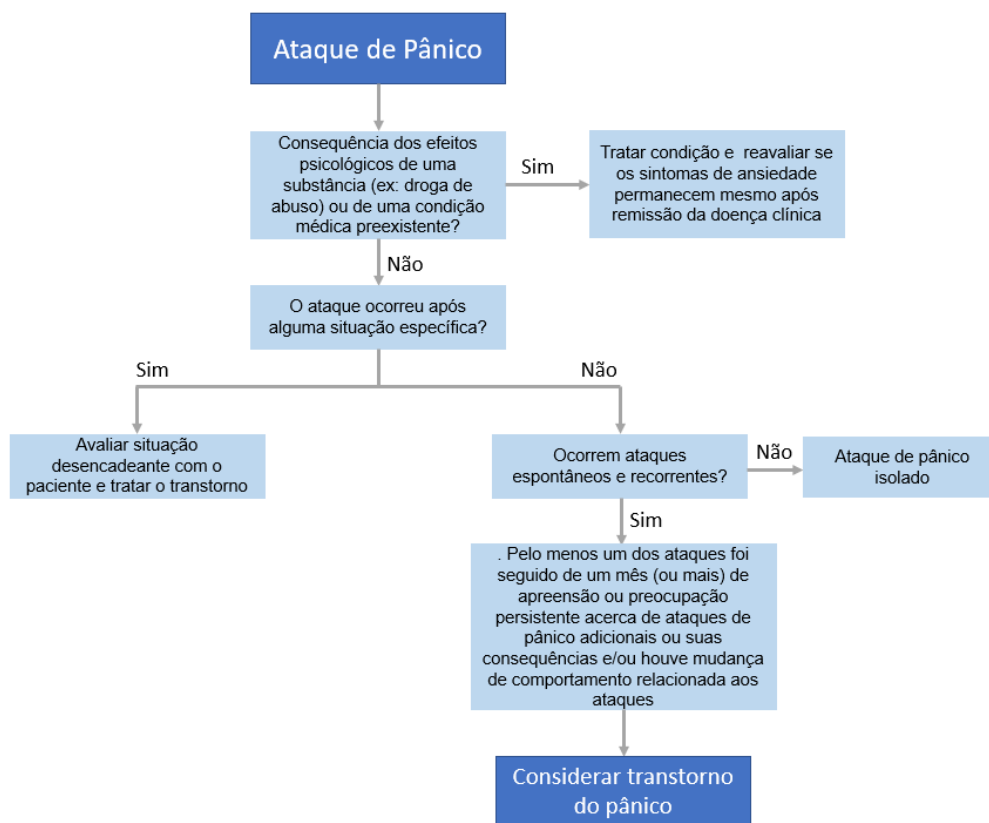 Ataque de Pânico
Consequência dos efeitos
psicológicos de uma
substância (ex: droga de
abuso) ou de uma condição
médica preexistente?
Sim
Tratar condição e  reavaliar se
os sintomas de ansiedade
permanecem mesmo após
remissão da doença clínica
Não
O ataque ocorreu após
alguma situação específica?
Sim
Não
Avaliar situação
desencadeante com o
paciente e tratar o transtorno
Ocorrem ataques
espontâneos e recorrentes?
Não
Ataque de pânico
isolado
Sim
. Pelo menos um dos ataques foi
seguido de um mês (ou mais) de
apreensão ou preocupação
persistente acerca de ataques de
pânico adicionais ou suas
consequências e/ou houve mudança
de comportamento relacionada aos
ataques
Considerar transtorno
do pânico